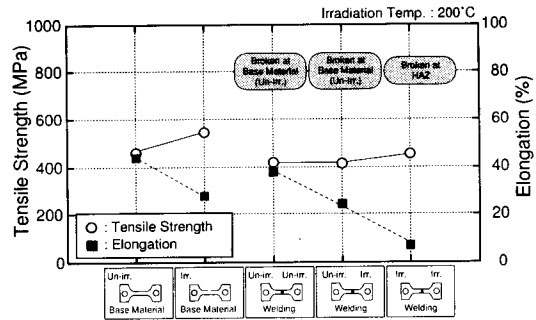 Irradiation Temp. : 200°C
Tensile Strength (MPa)
1000
800
600
400
200
0
Broken at
Base Material
(Un-irr.)
Broken at
Base Material
(Un-irr.)
Broken at
HAZ
100
80
60
40
20
0
Elongation (%)
: Tensile Strength
: Elongation
Un-irr.
Base Material
Irr.
Base Material
Un-irr. Un-irr.
Welding
Un-irr. Irr.
Welding
Irr. Irr.
Welding